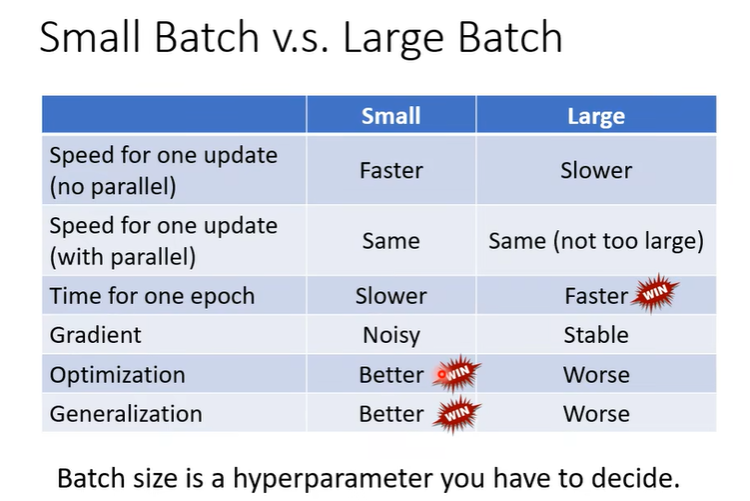 Small Batch v.s. Large Batch
Small Large
Speed for one update
(no parallel) Faster Slower
Speed for one update
(with parallel) Same Same (not too large)
Time for one epoch Slower Faster WIN
Gradient Noisy Stable
Optimization Better WIN Worse
Generalization Better WIN Worse
Batch size is a hyperparameter you have to decide.